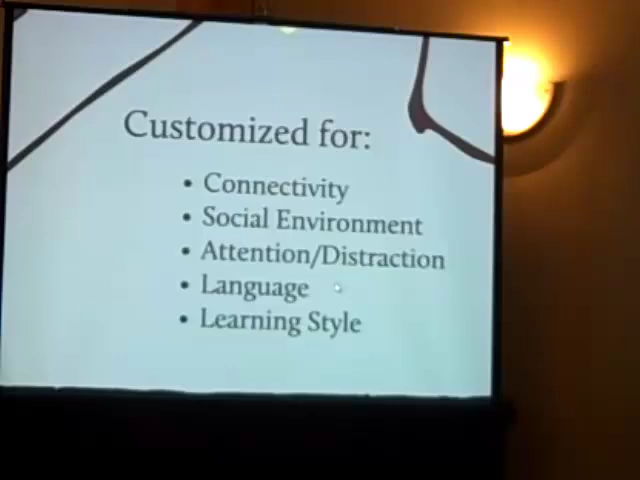 Customized for:
• Connectivity
• Social Environment
• Attention/Distraction
• Language
• Learning Style